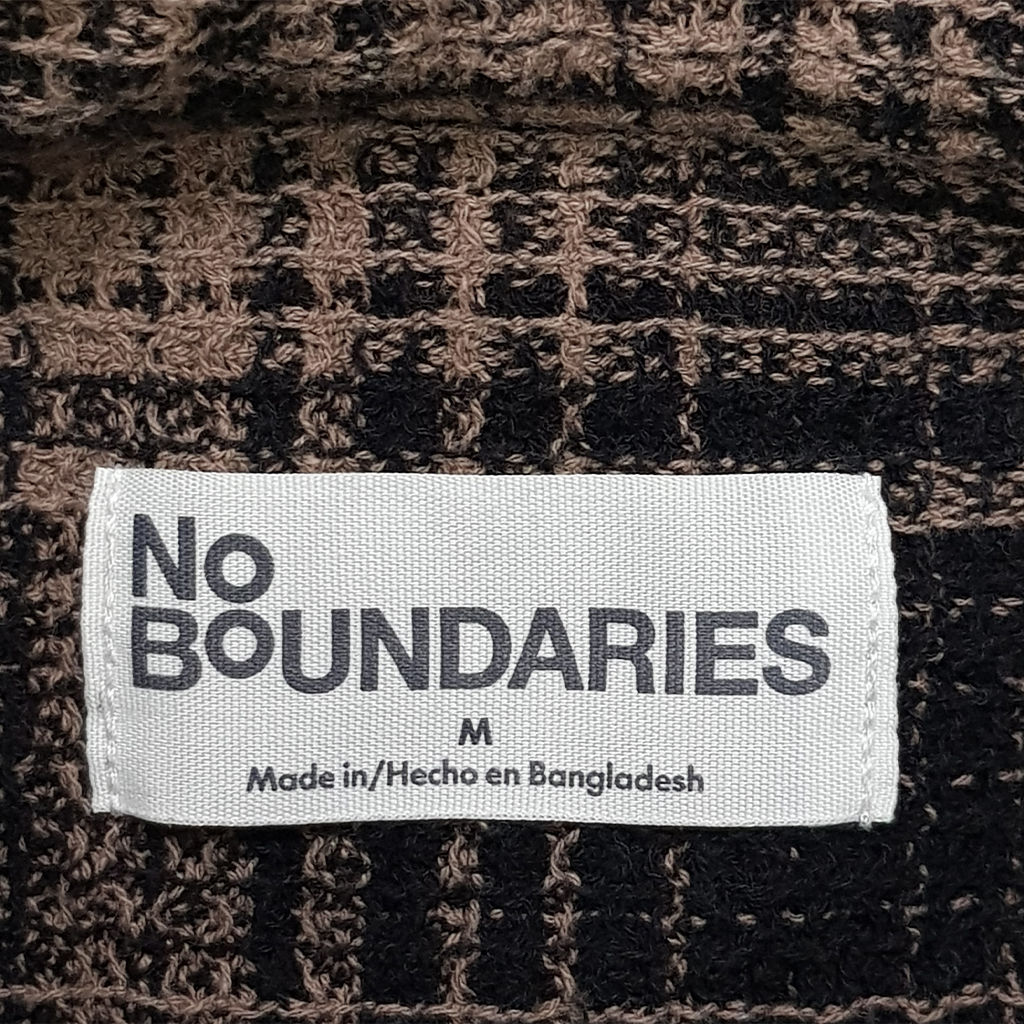 No
BOUNDARIES
M
Made in/Hecho en Bangladesh